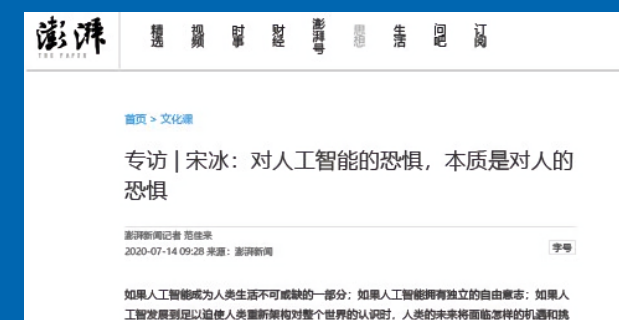 澎湃
THE PAPER
精选 视频 时事 财经 澎湃号 思想 生活 问吧 订阅
首页 > 文化课
专访 | 宋冰：对人工智能的恐惧，本质是对人的
恐惧
澎湃新闻记者 范佳来
2020-07-14 09:28 来源：澎湃新闻
字号
如果人工智能成为人类生活不可或缺的一部分；如果人工智能拥有独立的自由意志；如果人
工智发展到足以迫使人类重新架构对整个世界的认识时，人类的未来将面临怎样的机遇和挑